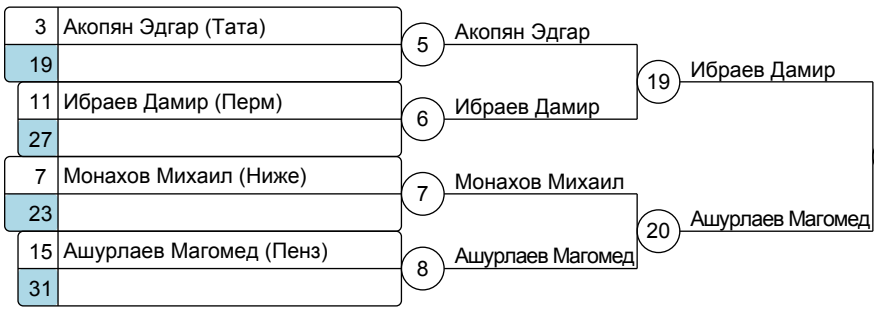 3 Акопян Эдгар (Тата)
19
11 Ибраев Дамир (Перм)
27
7 Монахов Михаил (Ниже)
23
15 Ашурлаев Магомед (Пенз)
31
5 Акопян Эдгар
6 Ибраев Дамир
7 Монахов Михаил
8 Ашурлаев Магомед
19 Ибраев Дамир
20 Ашурлаев Магомед